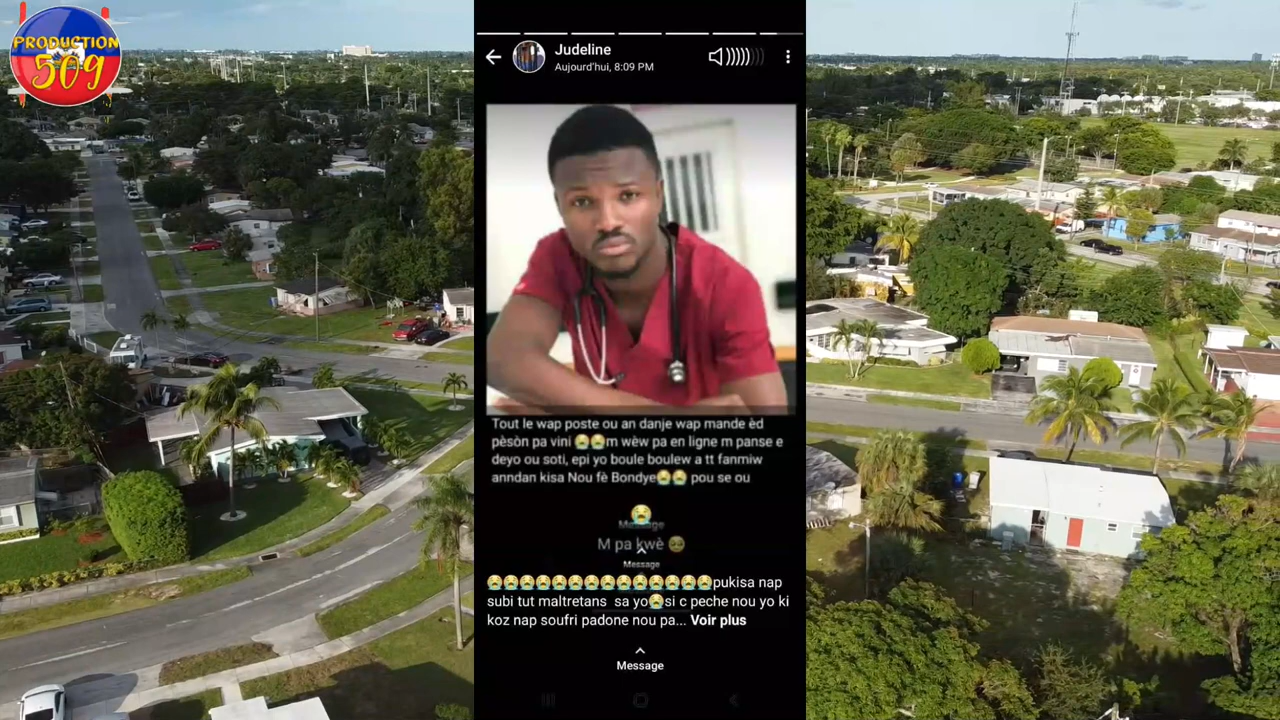 PRODUCTION
509
Judeline
Aujourd'hui, 8:09 PM
Tout le wap poste ou an danje wap mande èd
pèsòn pa vini 😭😭m wèw pa en ligne m panse e
deyo ou soti, epi yo boule boulew a tt fanmiw
anndan kisa Nou fè Bondye😭😭 pou se ou
😭
Message
M pa kwè 🥹
Message
😭😭😭😭😭😭😭😭😭😭😭😭😭😭pukisa nap
subi tut maltretans sa yo😭si c peche nou yo ki
koz nap soufri padone nou pa... Voir plus
Message